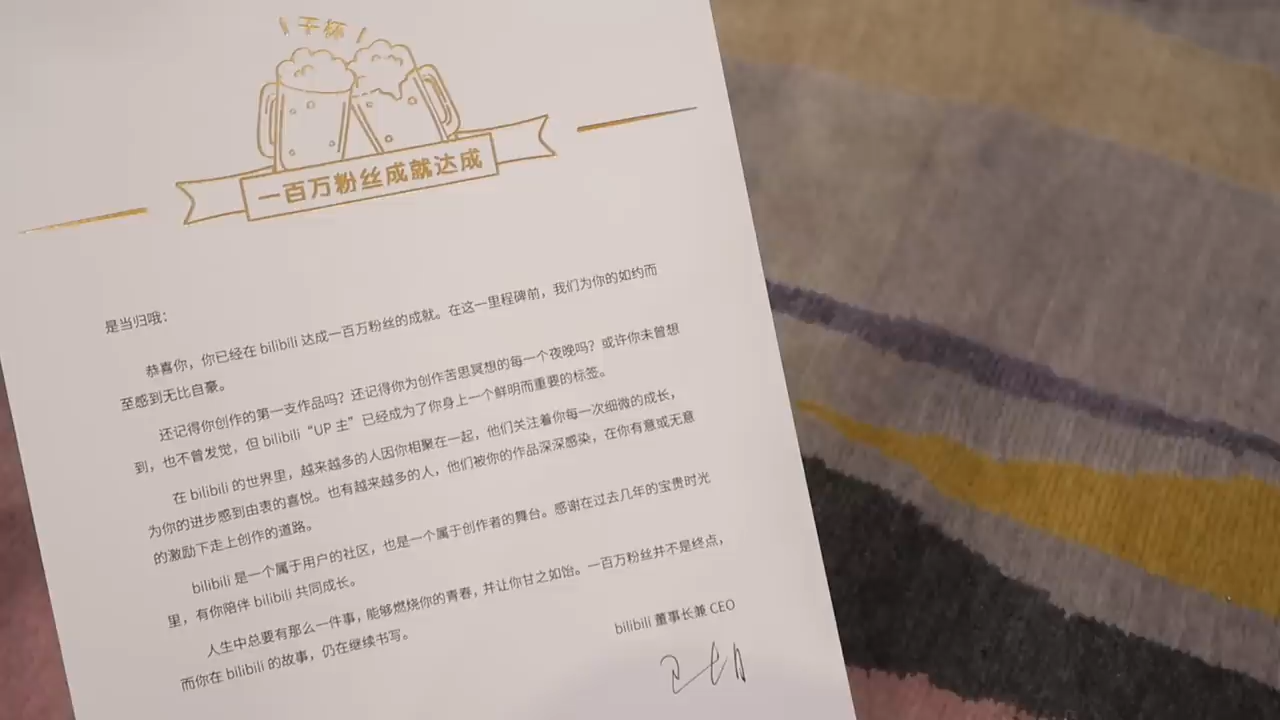 干杯
一百万粉丝成就达成
是当归哦：
恭喜你，你已经在 bilibili 达成一百万粉丝的成就。在这一里程碑前，我们为你的如约而
至感到无比自豪。
还记得你创作的第一支作品吗？还记得你为创作苦思冥想的每一个夜晚吗？或许你未曾想
到，也不曾发觉，但 bilibili“UP 主”已经成为了你身上一个鲜明而重要的标签。
在 bilibili 的世界里，越来越多的人因你相聚在一起，他们关注着你每一次细微的成长，
为你的进步感到由衷的喜悦。也有越来越多的人，他们被你的作品深深感染，在你有意或无意
的激励下走上创作的道路。
bilibili 是一个属于用户的社区，也是一个属于创作者的舞台。感谢在过去几年的宝贵时光
里，有你陪伴 bilibili 共同成长。
人生中总要有那么一件事，能够燃烧你的青春，并让你甘之如饴。一百万粉丝并不是终点，
而你在 bilibili 的故事，仍在继续书写。
bilibili 董事长兼 CEO